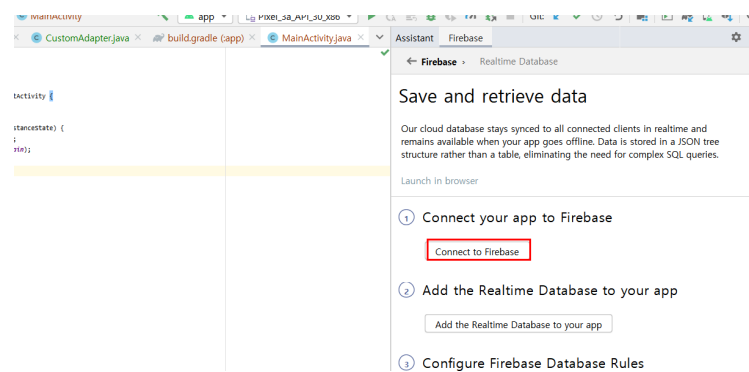 MainActivity app Pixel_3a_API_30_x86 Git:
CustomAdapter.java build.gradle (:app) MainActivity.java Assistant Firebase
Firebase › Realtime Database
Save and retrieve data
tActivity {
stanceState) {
;
);
Our cloud database stays synced to all connected clients in realtime and
remains available when your app goes offline. Data is stored in a JSON tree
structure rather than a table, eliminating the need for complex SQL queries.
Launch in browser
1 Connect your app to Firebase
Connect to Firebase
2 Add the Realtime Database to your app
Add the Realtime Database to your app
3 Configure Firebase Database Rules